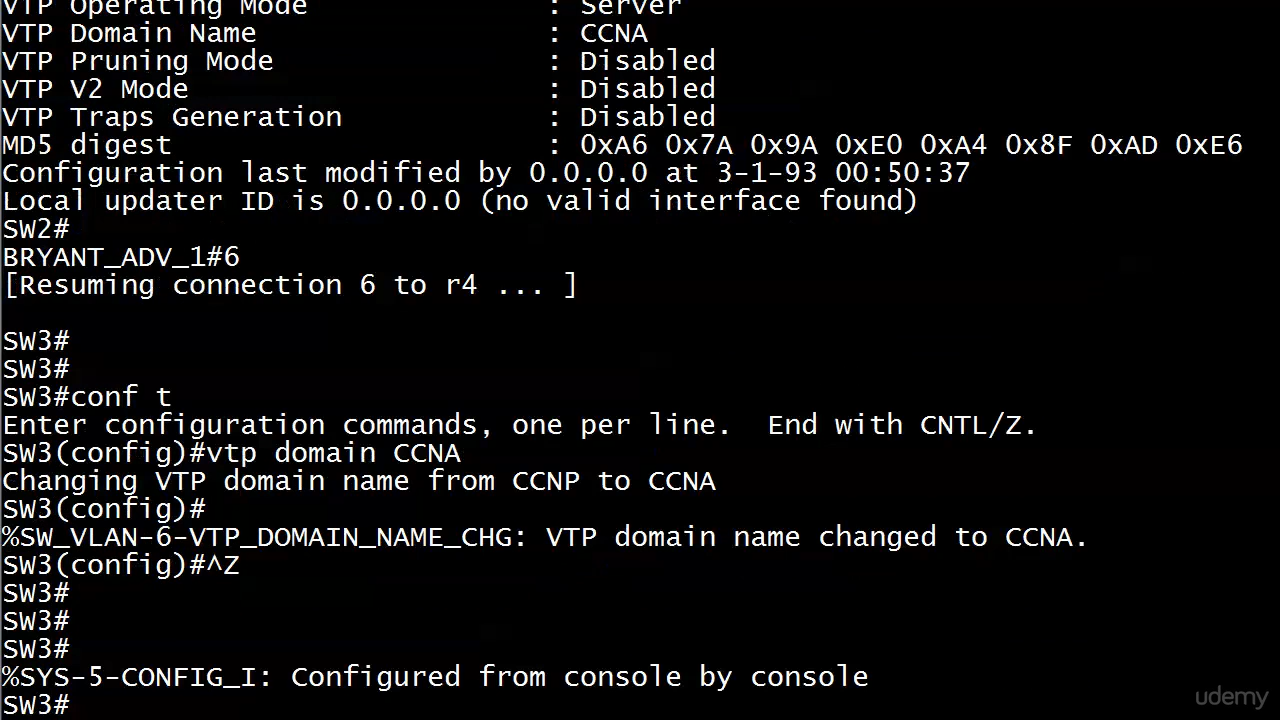 VTP Operating Mode : Server
VTP Domain Name : CCNA
VTP Pruning Mode : Disabled
VTP V2 Mode : Disabled
VTP Traps Generation : Disabled
MD5 digest : 0xA6 0x7A 0x9A 0xE0 0xA4 0x8F 0xAD 0xE6
Configuration last modified by 0.0.0.0 at 3-1-93 00:50:37
Local updater ID is 0.0.0.0 (no valid interface found)
SW2#
BRYANT_ADV_1#6
[Resuming connection 6 to r4 ... ]
SW3#
SW3#
SW3#conf t
Enter configuration commands, one per line.  End with CNTL/Z.
SW3(config)#vtp domain CCNA
Changing VTP domain name from CCNP to CCNA
SW3(config)#
%SW_VLAN-6-VTP_DOMAIN_NAME_CHG: VTP domain name changed to CCNA.
SW3(config)#^Z
SW3#
SW3#
SW3#
%SYS-5-CONFIG_I: Configured from console by console
SW3#
udemy